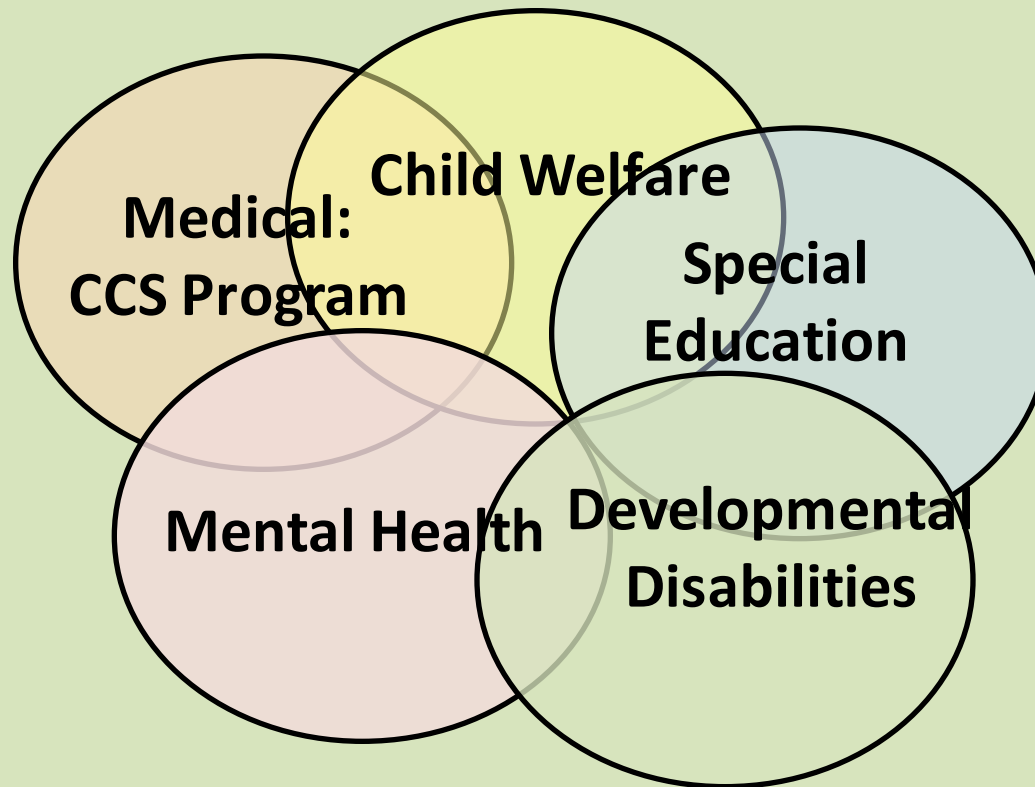 Child Welfare
Medical:
CCS Program
Special
Education
Mental Health
Developmental
Disabilities